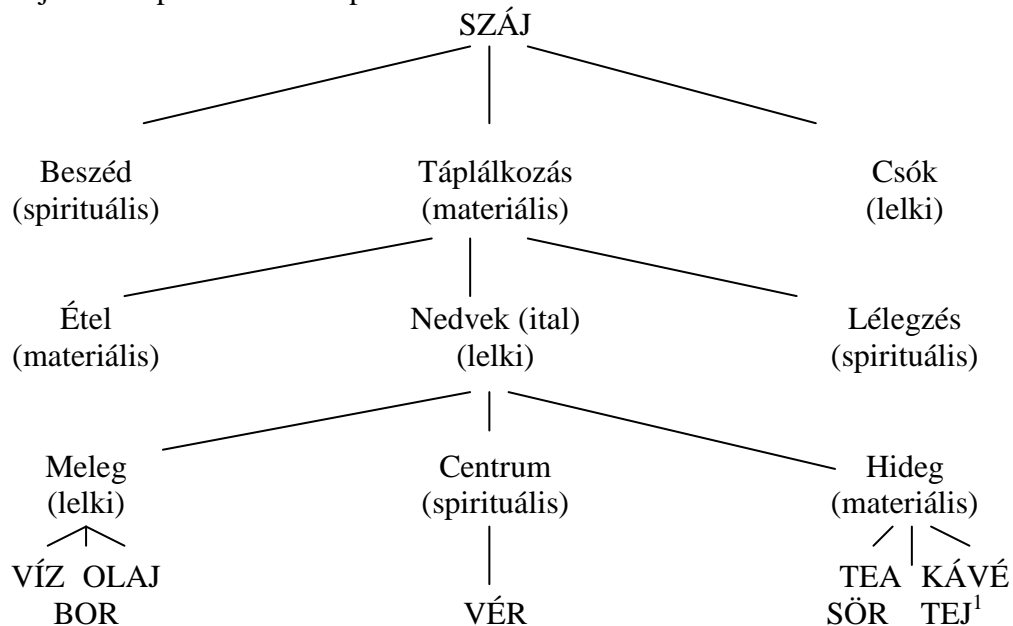 SZÁJ
Beszéd Táplálkozás Csók
(spirituális) (materiális) (lelki)
Étel Nedvek (ital) Lélegzés
(materiális) (lelki) (spirituális)
Meleg Centrum Hideg
(lelki) (spirituális) (materiális)
VÍZ OLAJ TEA KÁVÉ
BOR VÉR SÖR TEJ¹